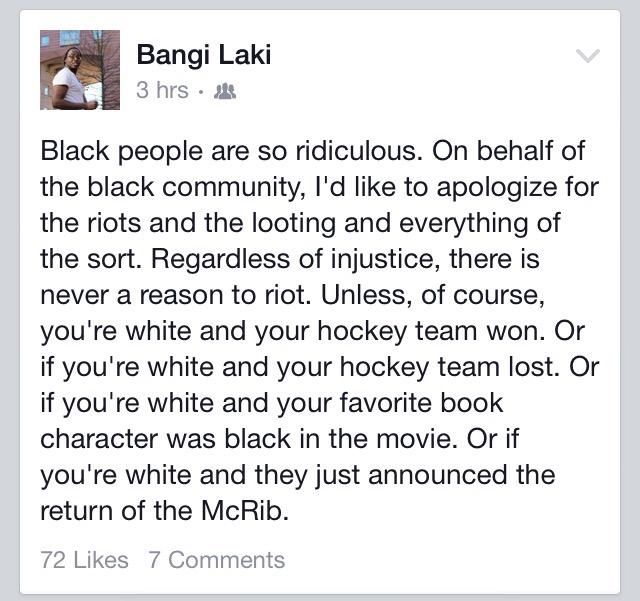 Bangi Laki
3 hrs ·
Black people are so ridiculous. On behalf of
the black community, I'd like to apologize for
the riots and the looting and everything of
the sort. Regardless of injustice, there is
never a reason to riot. Unless, of course,
you're white and your hockey team won. Or
if you're white and your hockey team lost. Or
if you're white and your favorite book
character was black in the movie. Or if
you're white and they just announced the
return of the McRib.
72 Likes 7 Comments